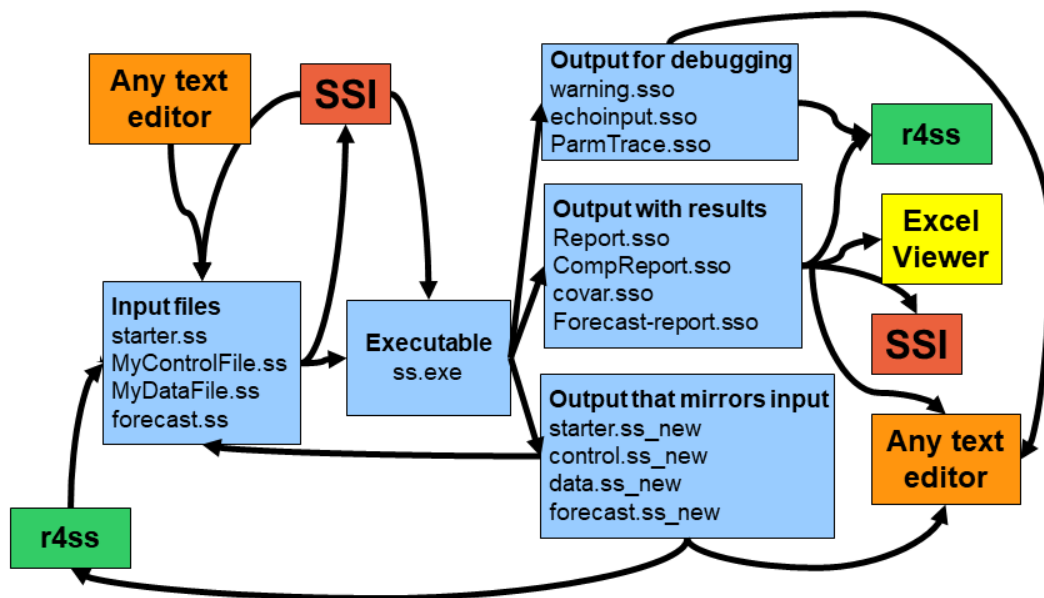 Any text
editor
SSI
Input files
starter.ss
MyControlFile.ss
MyDataFile.ss
forecast.ss
r4ss
Executable
ss.exe
Output for debugging
warning.sso
echoinput.sso
ParmTrace.sso
Output with results
Report.sso
CompReport.sso
covar.sso
Forecast-report.sso
Output that mirrors input
starter.ss_new
control.ss_new
data.ss_new
forecast.ss_new
r4ss
Excel
Viewer
SSI
Any text
editor